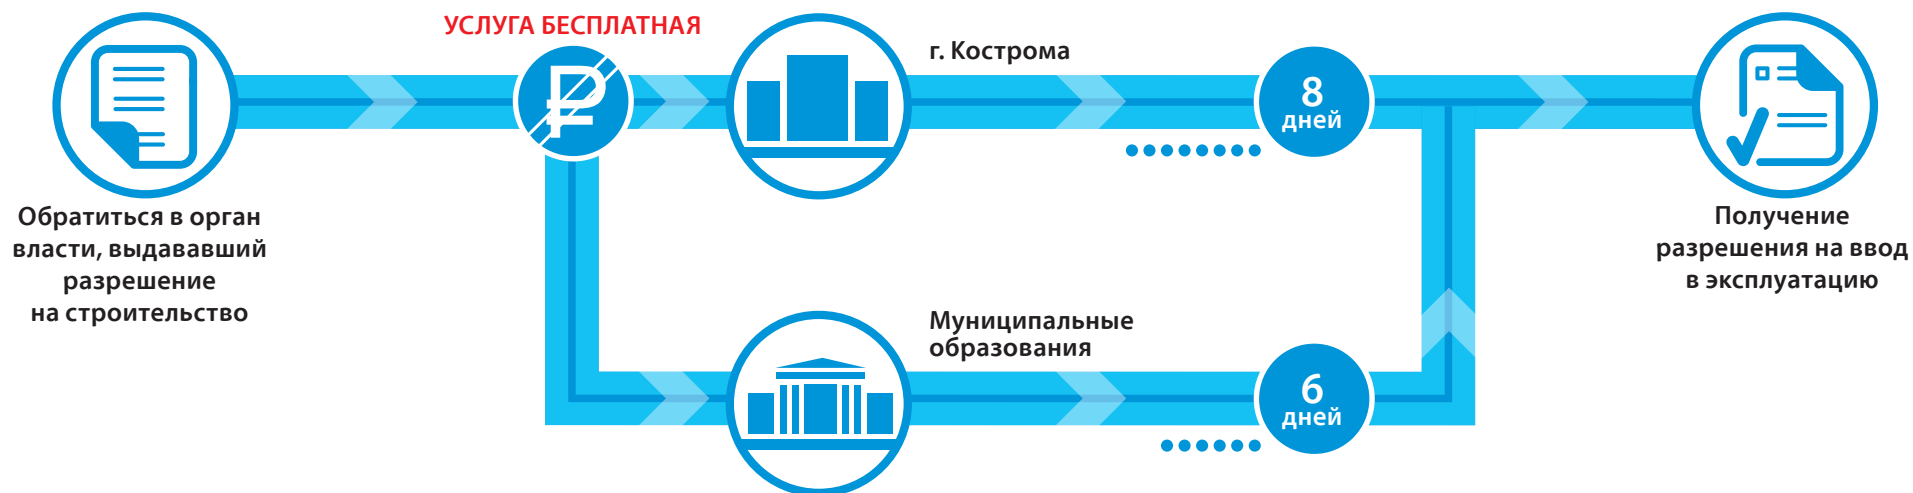 УСЛУГА БЕСПЛАТНАЯ
г. Кострома
8
дней
Обратиться в орган
власти, выдававший
разрешение
на строительство
Получение
разрешения на ввод
в эксплуатацию
Муниципальные
образования
6
дней